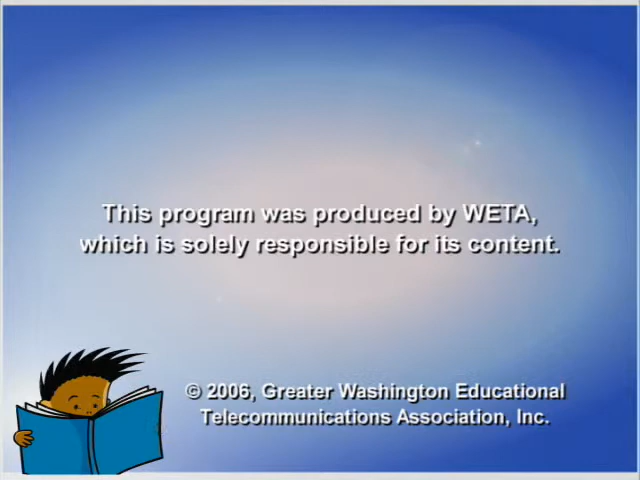 This program was produced by WETA,
which is solely responsible for its content.
© 2006, Greater Washington Educational
Telecommunications Association, Inc.